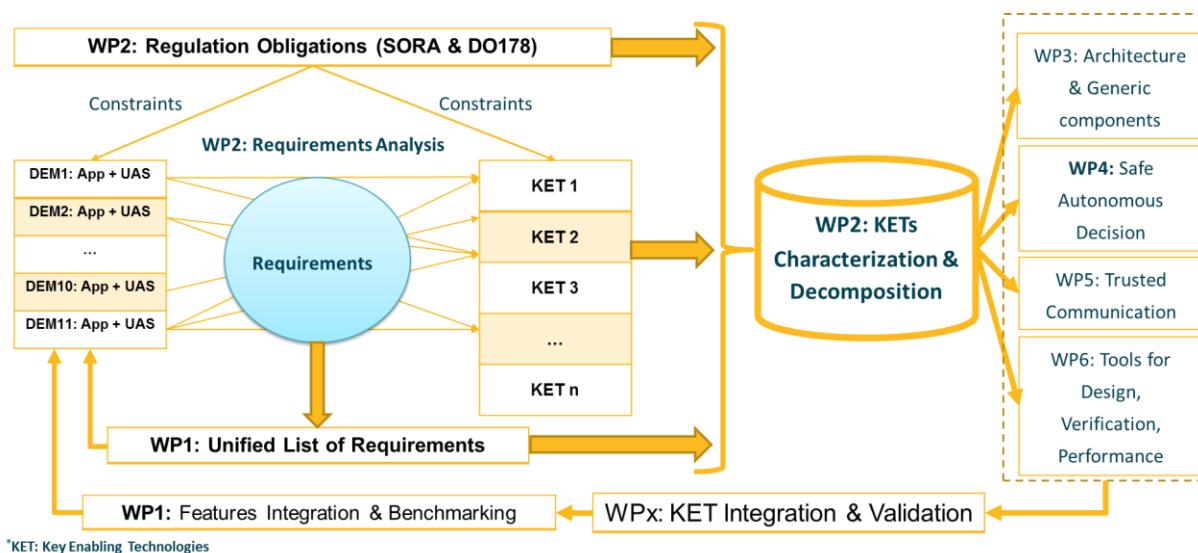 WP2: Regulation Obligations (SORA & DO178)
Constraints
Constraints
WP2: Requirements Analysis
DEM1: App + UAS
DEM2: App + UAS
...
DEM10: App + UAS
DEM11: App + UAS
Requirements
KET 1
KET 2
KET 3
...
KET n
WP1: Unified List of Requirements
WP2: KETs
Characterization &
Decomposition
WP3: Architecture
& Generic
components
WP4: Safe
Autonomous
Decision
WP5: Trusted
Communication
WP6: Tools for
Design,
Verification,
Performance
WP1: Features Integration & Benchmarking
WPx: KET Integration & Validation
*KET: Key Enabling Technologies